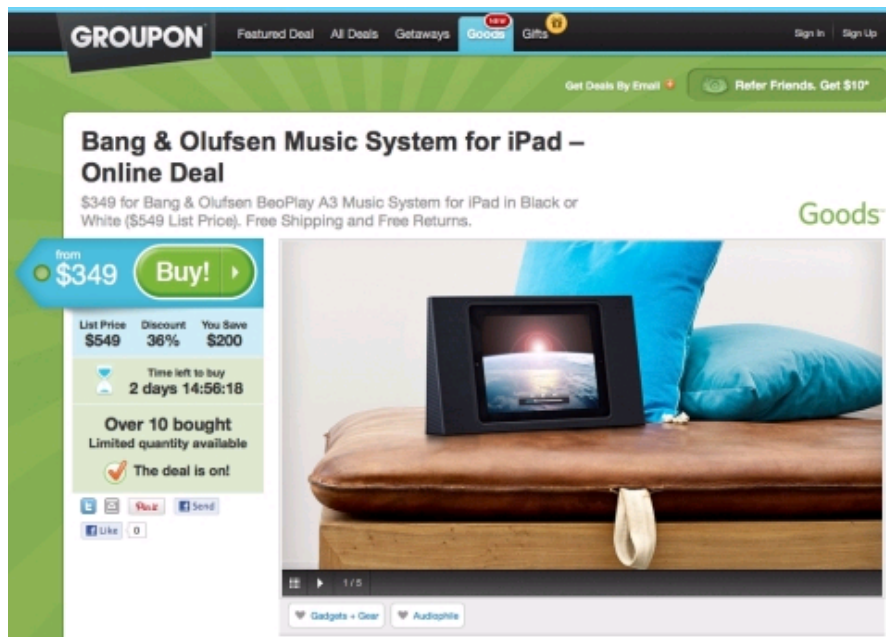 GROUPON
Featured Deal All Deals Getaways Goods NEW Gifts
Sign In Sign Up
Get Deals By Email Refer Friends. Get $10*
Bang & Olufsen Music System for iPad –
Online Deal
$349 for Bang & Olufsen BeoPlay A3 Music System for iPad in Black or
White ($549 List Price). Free Shipping and Free Returns.
Goods
from
$349
Buy!
List Price Discount You Save
$549 36% $200
Time left to buy
2 days 14:56:18
Over 10 bought
Limited quantity available
The deal is on!
Pin it Send
Like 0
1/5
Gadgets + Gear Audiophile